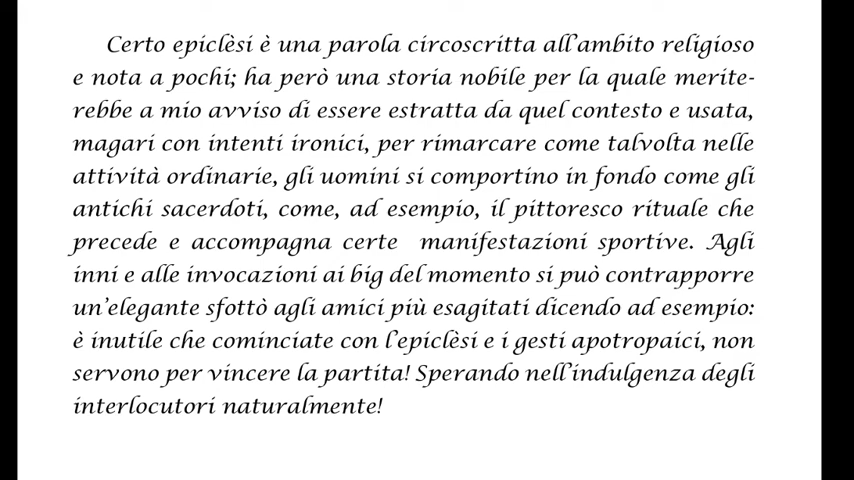 Certo epiclèsi è una parola circoscritta all'ambito religioso
e nota a pochi; ha però una storia nobile per la quale merite-
rebbe a mio avviso di essere estratta da quel contesto e usata,
magari con intenti ironici, per rimarcare come talvolta nelle
attività ordinarie, gli uomini si comportino in fondo come gli
antichi sacerdoti, come, ad esempio, il pittoresco rituale che
precede e accompagna certe  manifestazioni sportive. Agli
inni e alle invocazioni ai big del momento si può contrapporre
un'elegante sfottò agli amici più esagitati dicendo ad esempio:
è inutile che cominciate con l'epiclèsi e i gesti apotropaici, non
servono per vincere la partita! Sperando nell'indulgenza degli
interlocutori naturalmente!